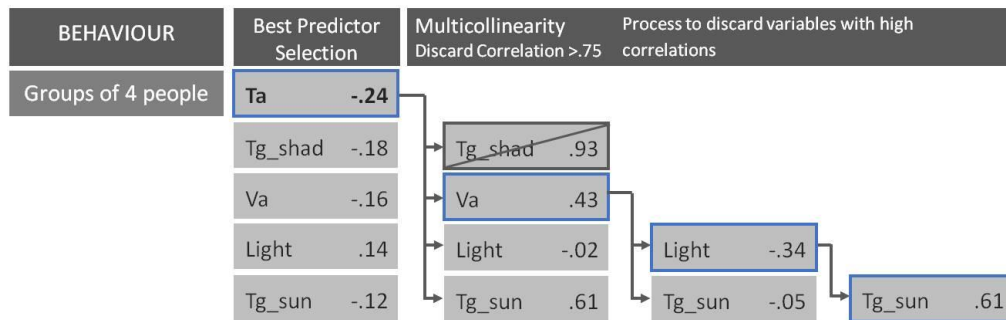 BEHAVIOUR
Best Predictor
Selection
Multicollinearity
Discard Correlation >.75
Process to discard variables with high
correlations
Groups of 4 people
Ta -.24
Tg_shad -.18
Tg_shad .93
Va -.16
Va .43
Light .14
Light -.02
Light -.34
Tg_sun -.12
Tg_sun .61
Tg_sun -.05
Tg_sun .61